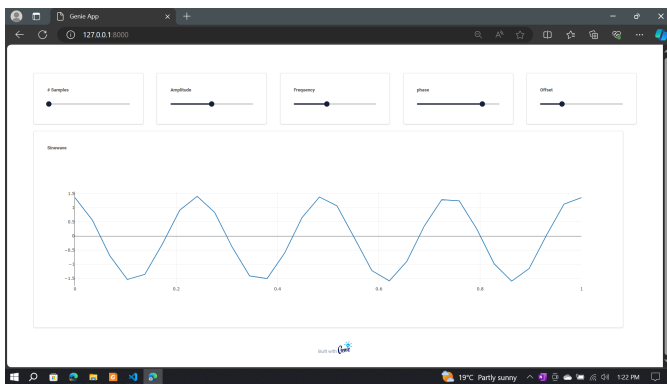 Genie App
127.0.0.1:8000
# Samples
Amplitude
Frequency
phase
Offset
Sinewave
1.5
1
0.5
0
−0.5
−1
−1.5
0 0.2 0.4 0.6 0.8 1
Built with Genie
19°C Partly sunny 1:22 PM